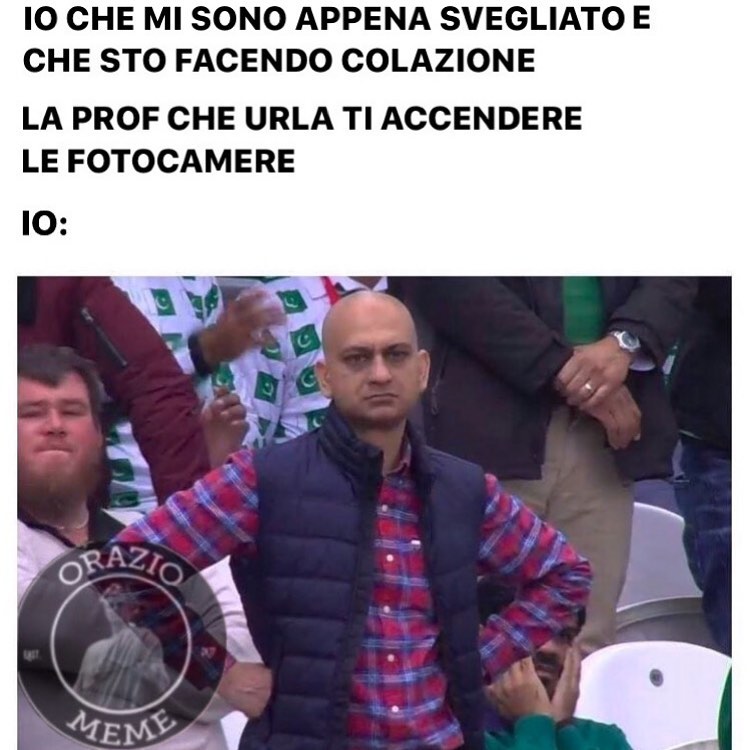 IO CHE MI SONO APPENA SVEGLIATO E
CHE STO FACENDO COLAZIONE
LA PROF CHE URLA TI ACCENDERE
LE FOTOCAMERE
IO:
ORAZIO
MEME